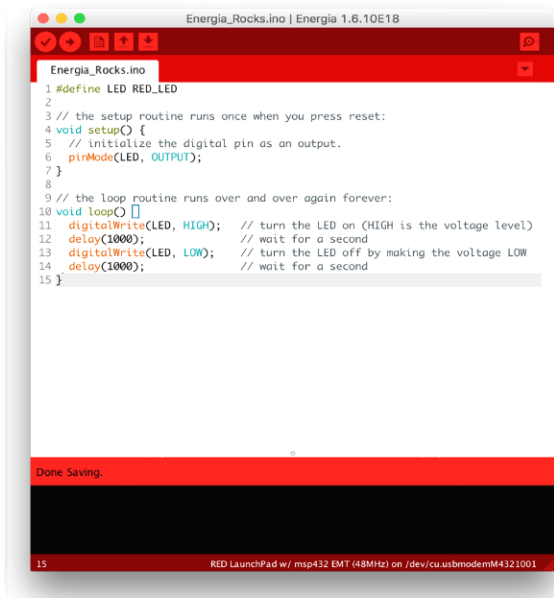 Energia_Rocks.ino | Energia 1.6.10E18
Energia_Rocks.ino
1 #define LED RED_LED
2
3 // the setup routine runs once when you press reset:
4 void setup() {
5   // initialize the digital pin as an output.
6   pinMode(LED, OUTPUT);
7 }
8
9 // the loop routine runs over and over again forever:
10 void loop() {
11   digitalWrite(LED, HIGH);   // turn the LED on (HIGH is the voltage level)
12   delay(1000);               // wait for a second
13   digitalWrite(LED, LOW);    // turn the LED off by making the voltage LOW
14   delay(1000);               // wait for a second
15 }
Done Saving.
15 RED LaunchPad w/ msp432 EMT (48MHz) on /dev/cu.usbmodemM4321001